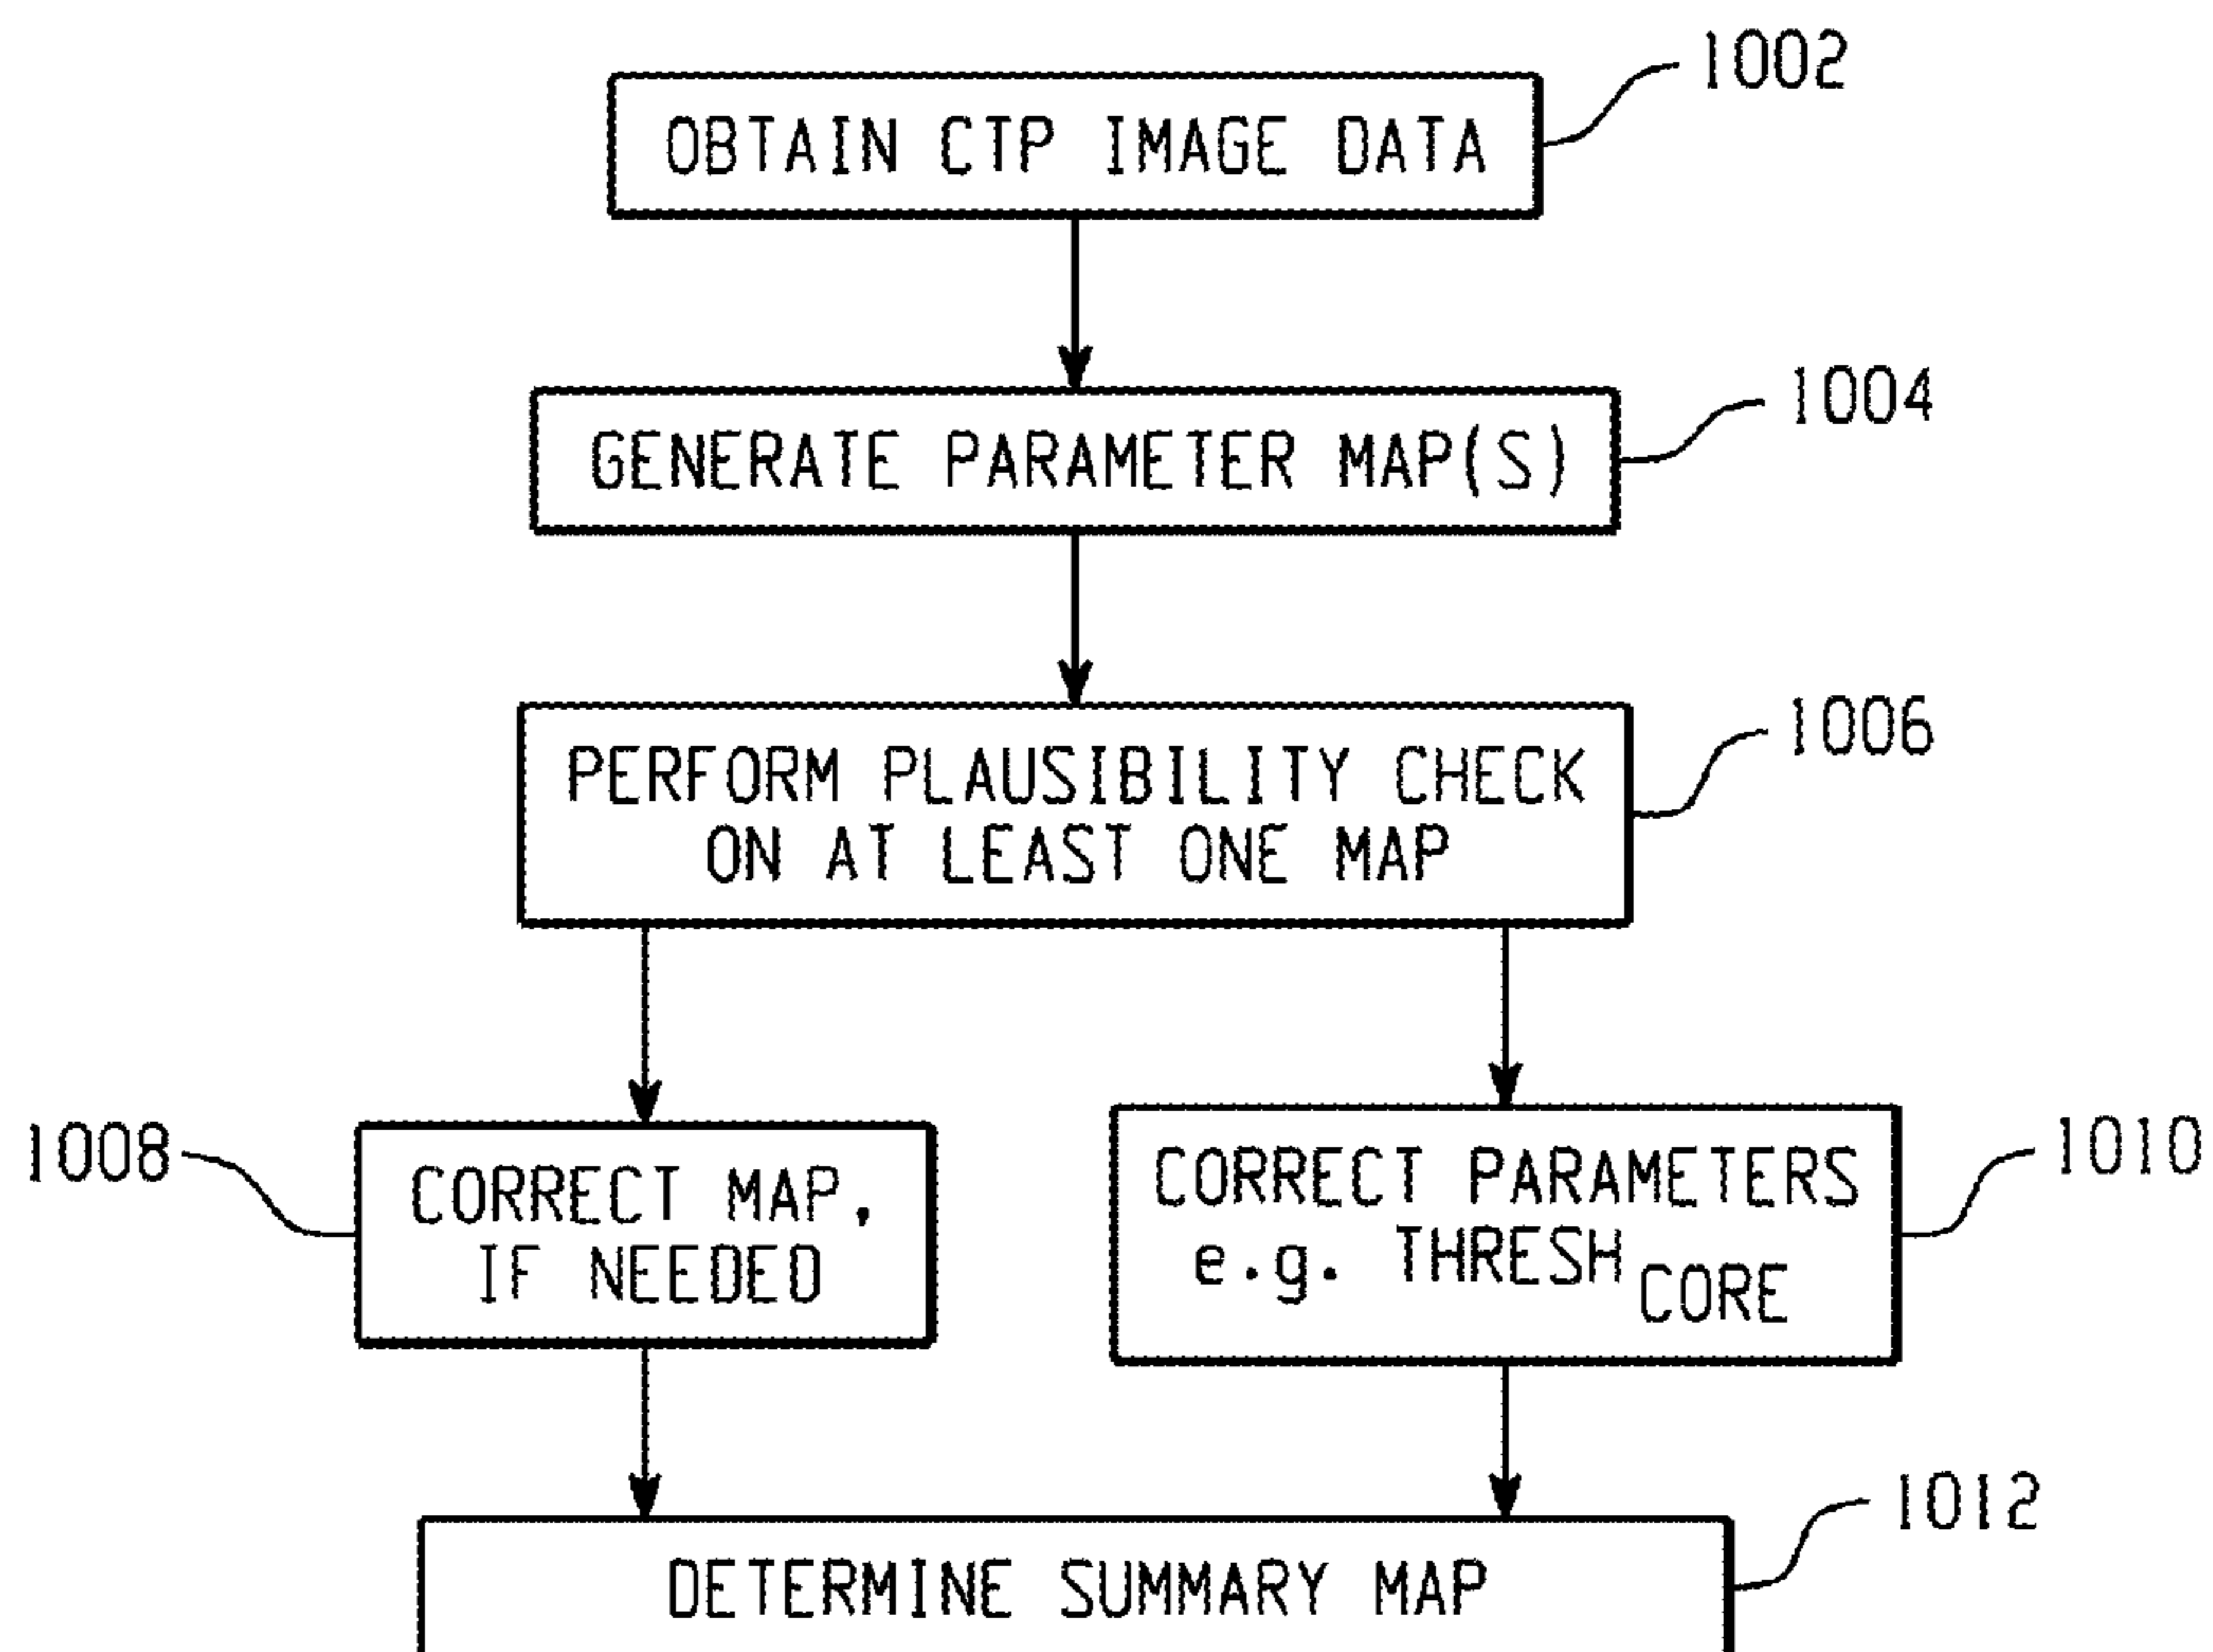 1002
OBTAIN CTP IMAGE DATA
1004
GENERATE PARAMETER MAP(S)
1006
PERFORM PLAUSIBILITY CHECK
ON AT LEAST ONE MAP
1008
CORRECT MAP,
IF NEEDED
1010
CORRECT PARAMETERS
e.g. THRESH CORE
1012
DETERMINE SUMMARY MAP